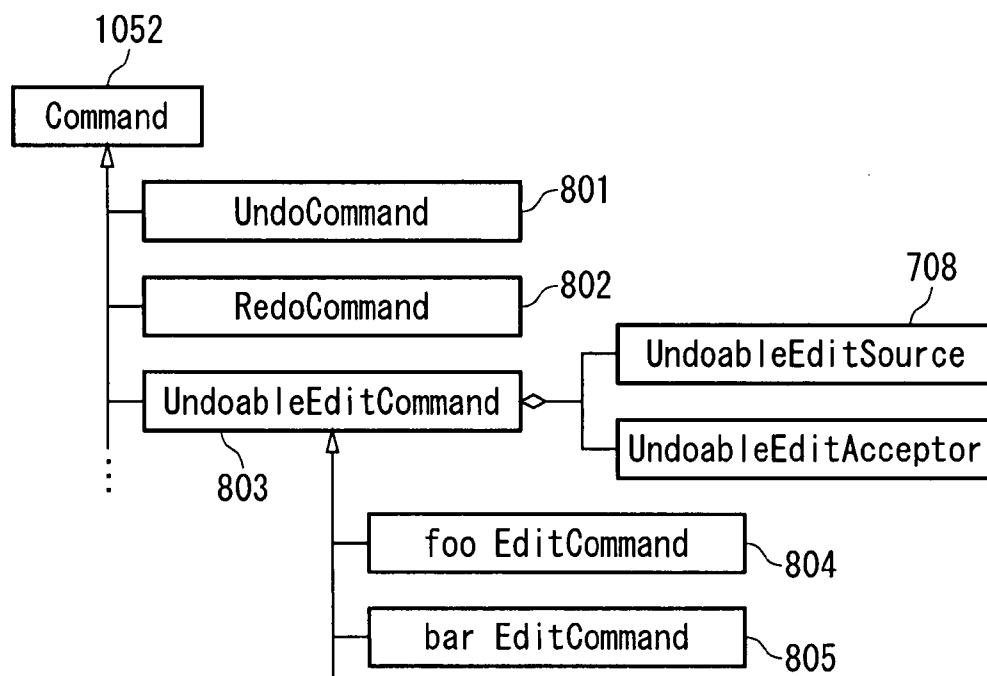 1052
Command
UndoCommand
801
RedoCommand
802
708
UndoableEditSource
UndoableEditCommand
UndoableEditAcceptor
803
foo EditCommand
804
bar EditCommand
805